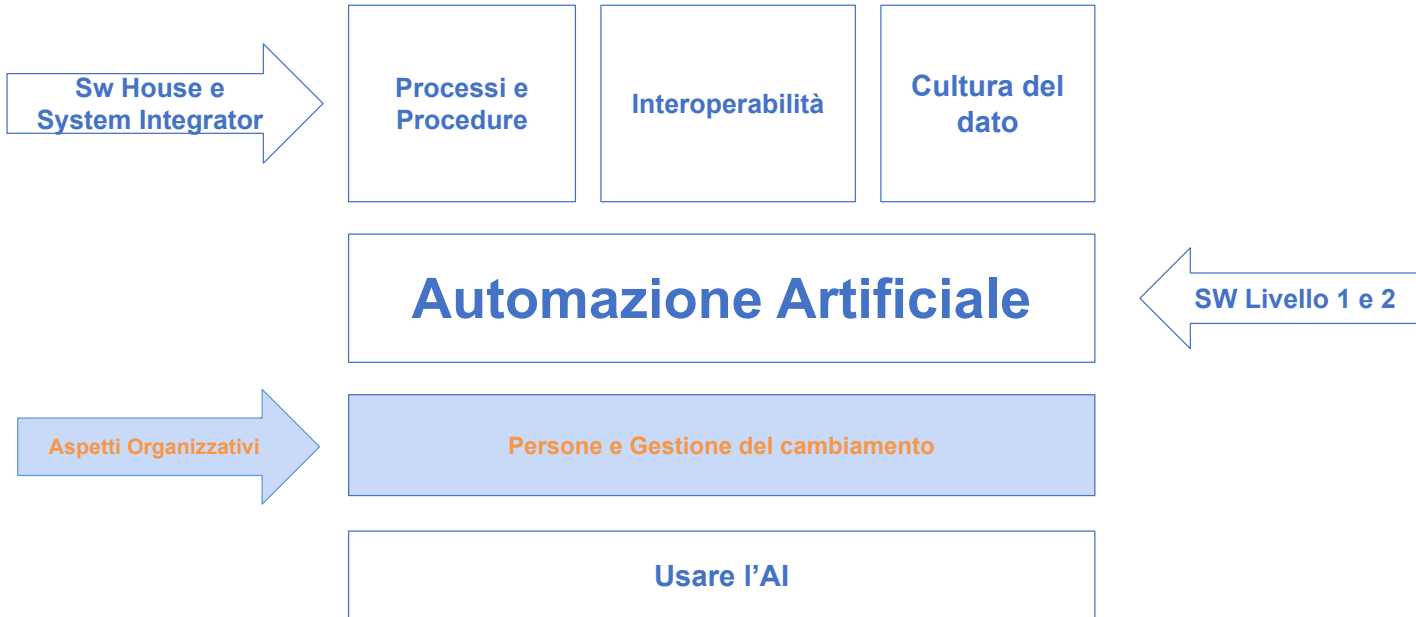 Sw House e
System Integrator
Processi e
Procedure
Interoperabilità
Cultura del
dato
Automazione Artificiale
SW Livello 1 e 2
Aspetti Organizzativi
Persone e Gestione del cambiamento
Usare l’AI